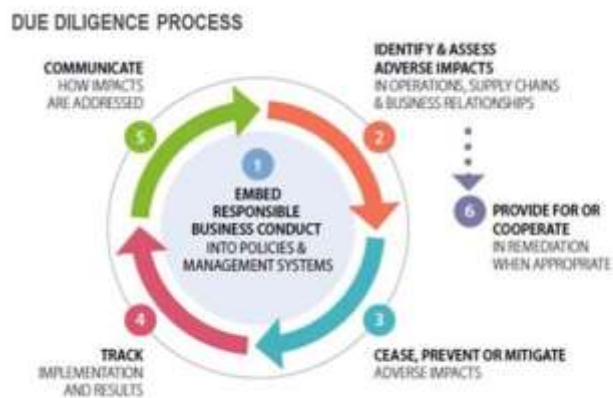 DUE DILIGENCE PROCESS
COMMUNICATE
HOW IMPACTS
ARE ADDRESSED
IDENTIFY & ASSESS
ADVERSE IMPACTS
IN OPERATIONS, SUPPLY CHAINS
& BUSINESS RELATIONSHIPS
5
2
1
EMBED
RESPONSIBLE
BUSINESS CONDUCT
INTO POLICIES &
MANAGEMENT SYSTEMS
6
PROVIDE FOR OR
COOPERATE
IN REMEDIATION
WHEN APPROPRIATE
4
3
TRACK
IMPLEMENTATION
AND RESULTS
CEASE, PREVENT OR MITIGATE
ADVERSE IMPACTS